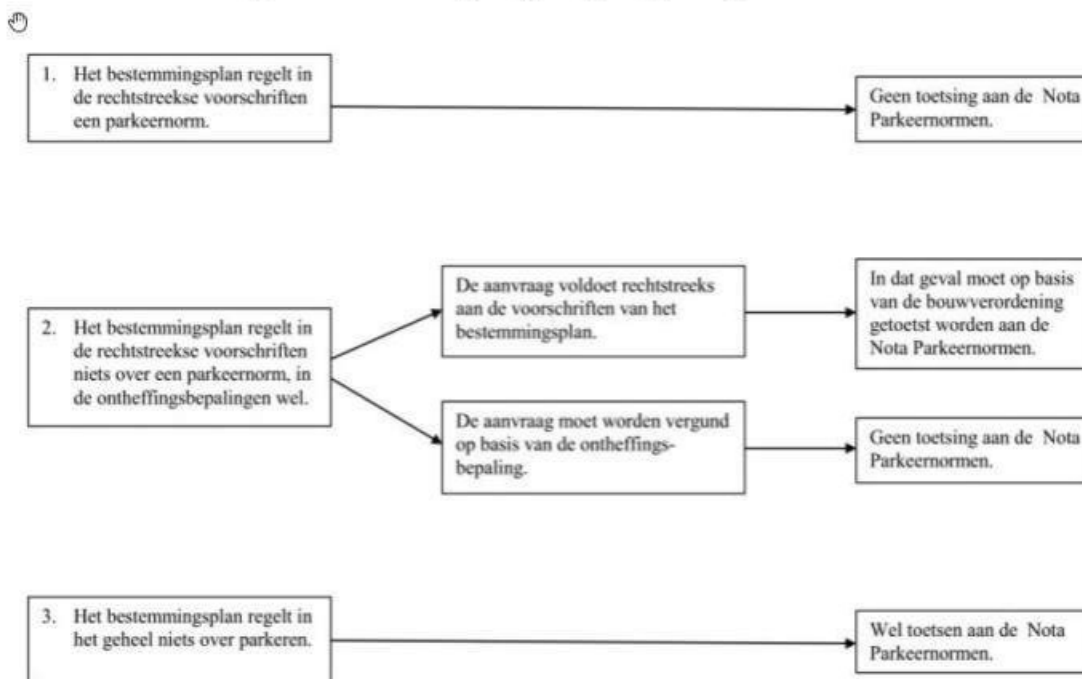 1. Het bestemmingsplan regelt in
de rechtstreekse voorschriften
een parkeernorm.
Geen toetsing aan de Nota
Parkeernormen.
2. Het bestemmingsplan regelt in
de rechtstreekse voorschriften
niets over een parkeernorm, in
de ontheffingsbepalingen wel.
De aanvraag voldoet rechtstreeks
aan de voorschriften van het
bestemmingsplan.
In dat geval moet op basis
van de bouwverordening
getoetst worden aan de
Nota Parkeernormen.
De aanvraag moet worden vergund
op basis van de ontheffings-
bepaling.
Geen toetsing aan de Nota
Parkeernormen.
3. Het bestemmingsplan regelt in
het geheel niets over parkeren.
Wel toetsen aan de Nota
Parkeernormen.